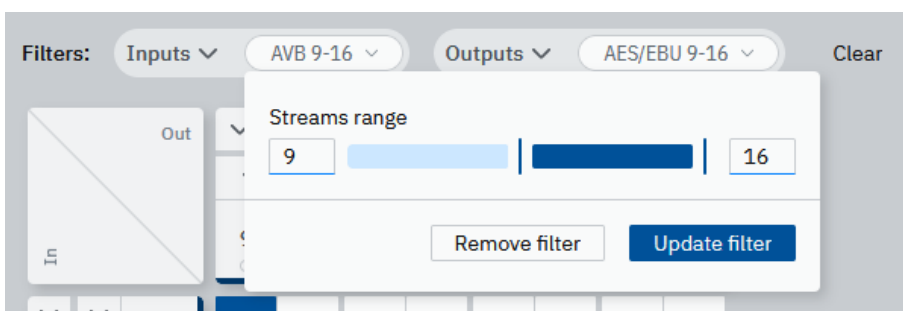 Filters: Inputs AVB 9-16 Outputs AES/EBU 9-16 Clear
Streams range
9 16
Out
In
Remove filter Update filter